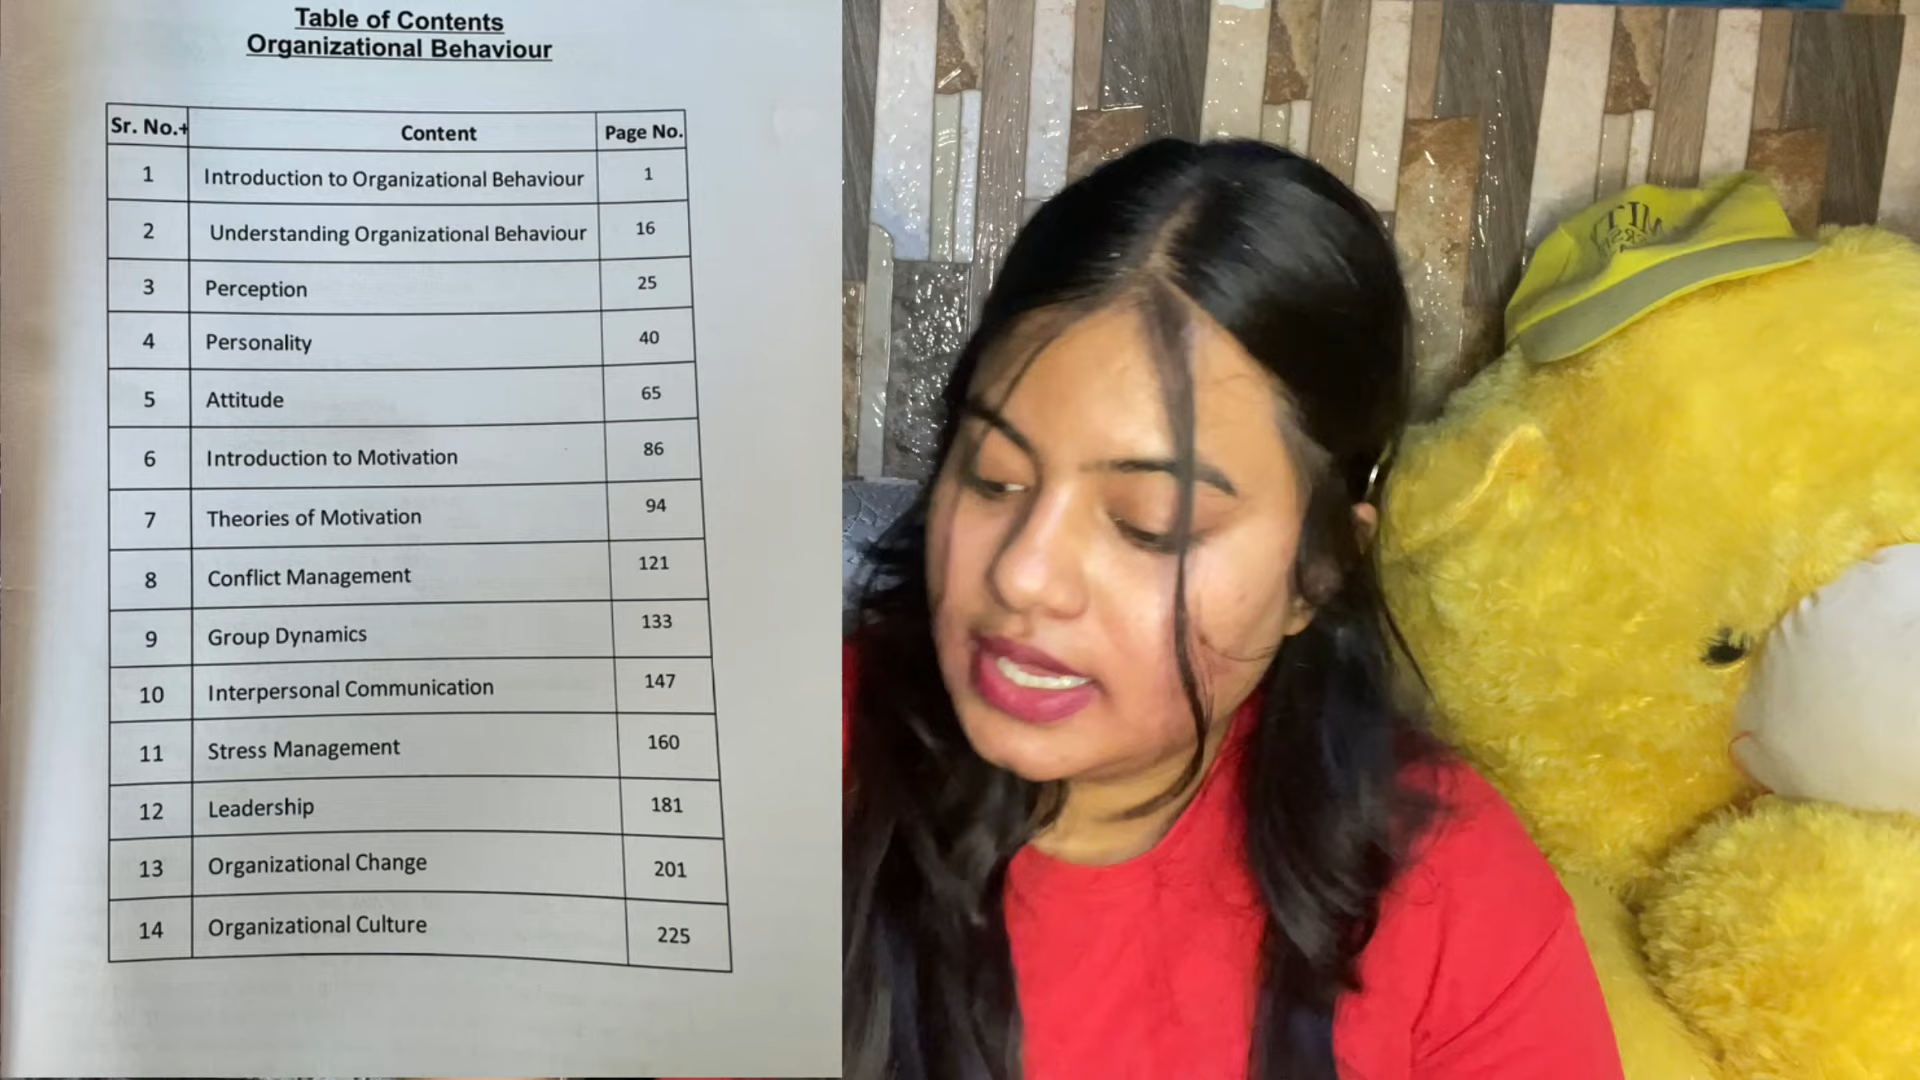 Table of Contents
Organizational Behaviour
Sr. No.+ Content Page No.
1 Introduction to Organizational Behaviour 1
2 Understanding Organizational Behaviour 16
3 Perception 25
4 Personality 40
5 Attitude 65
6 Introduction to Motivation 86
7 Theories of Motivation 94
8 Conflict Management 121
9 Group Dynamics 133
10 Interpersonal Communication 147
11 Stress Management 160
12 Leadership 181
13 Organizational Change 201
14 Organizational Culture 225
MIT